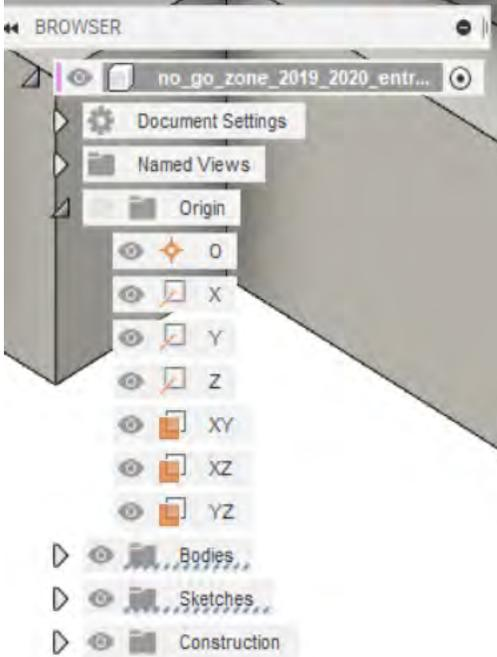 BROWSER
no_go_zone_2019_2020_entr...
Document Settings
Named Views
Origin
O
X
Y
Z
XY
XZ
YZ
Bodies
Sketches
Construction